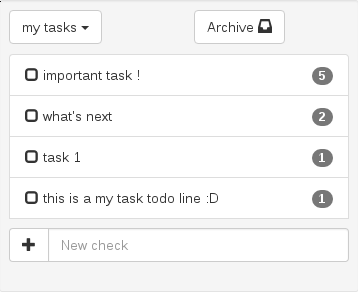 my tasks
Archive
important task ! 5
what's next 2
task 1 1
this is a my task todo line :D 1
New check